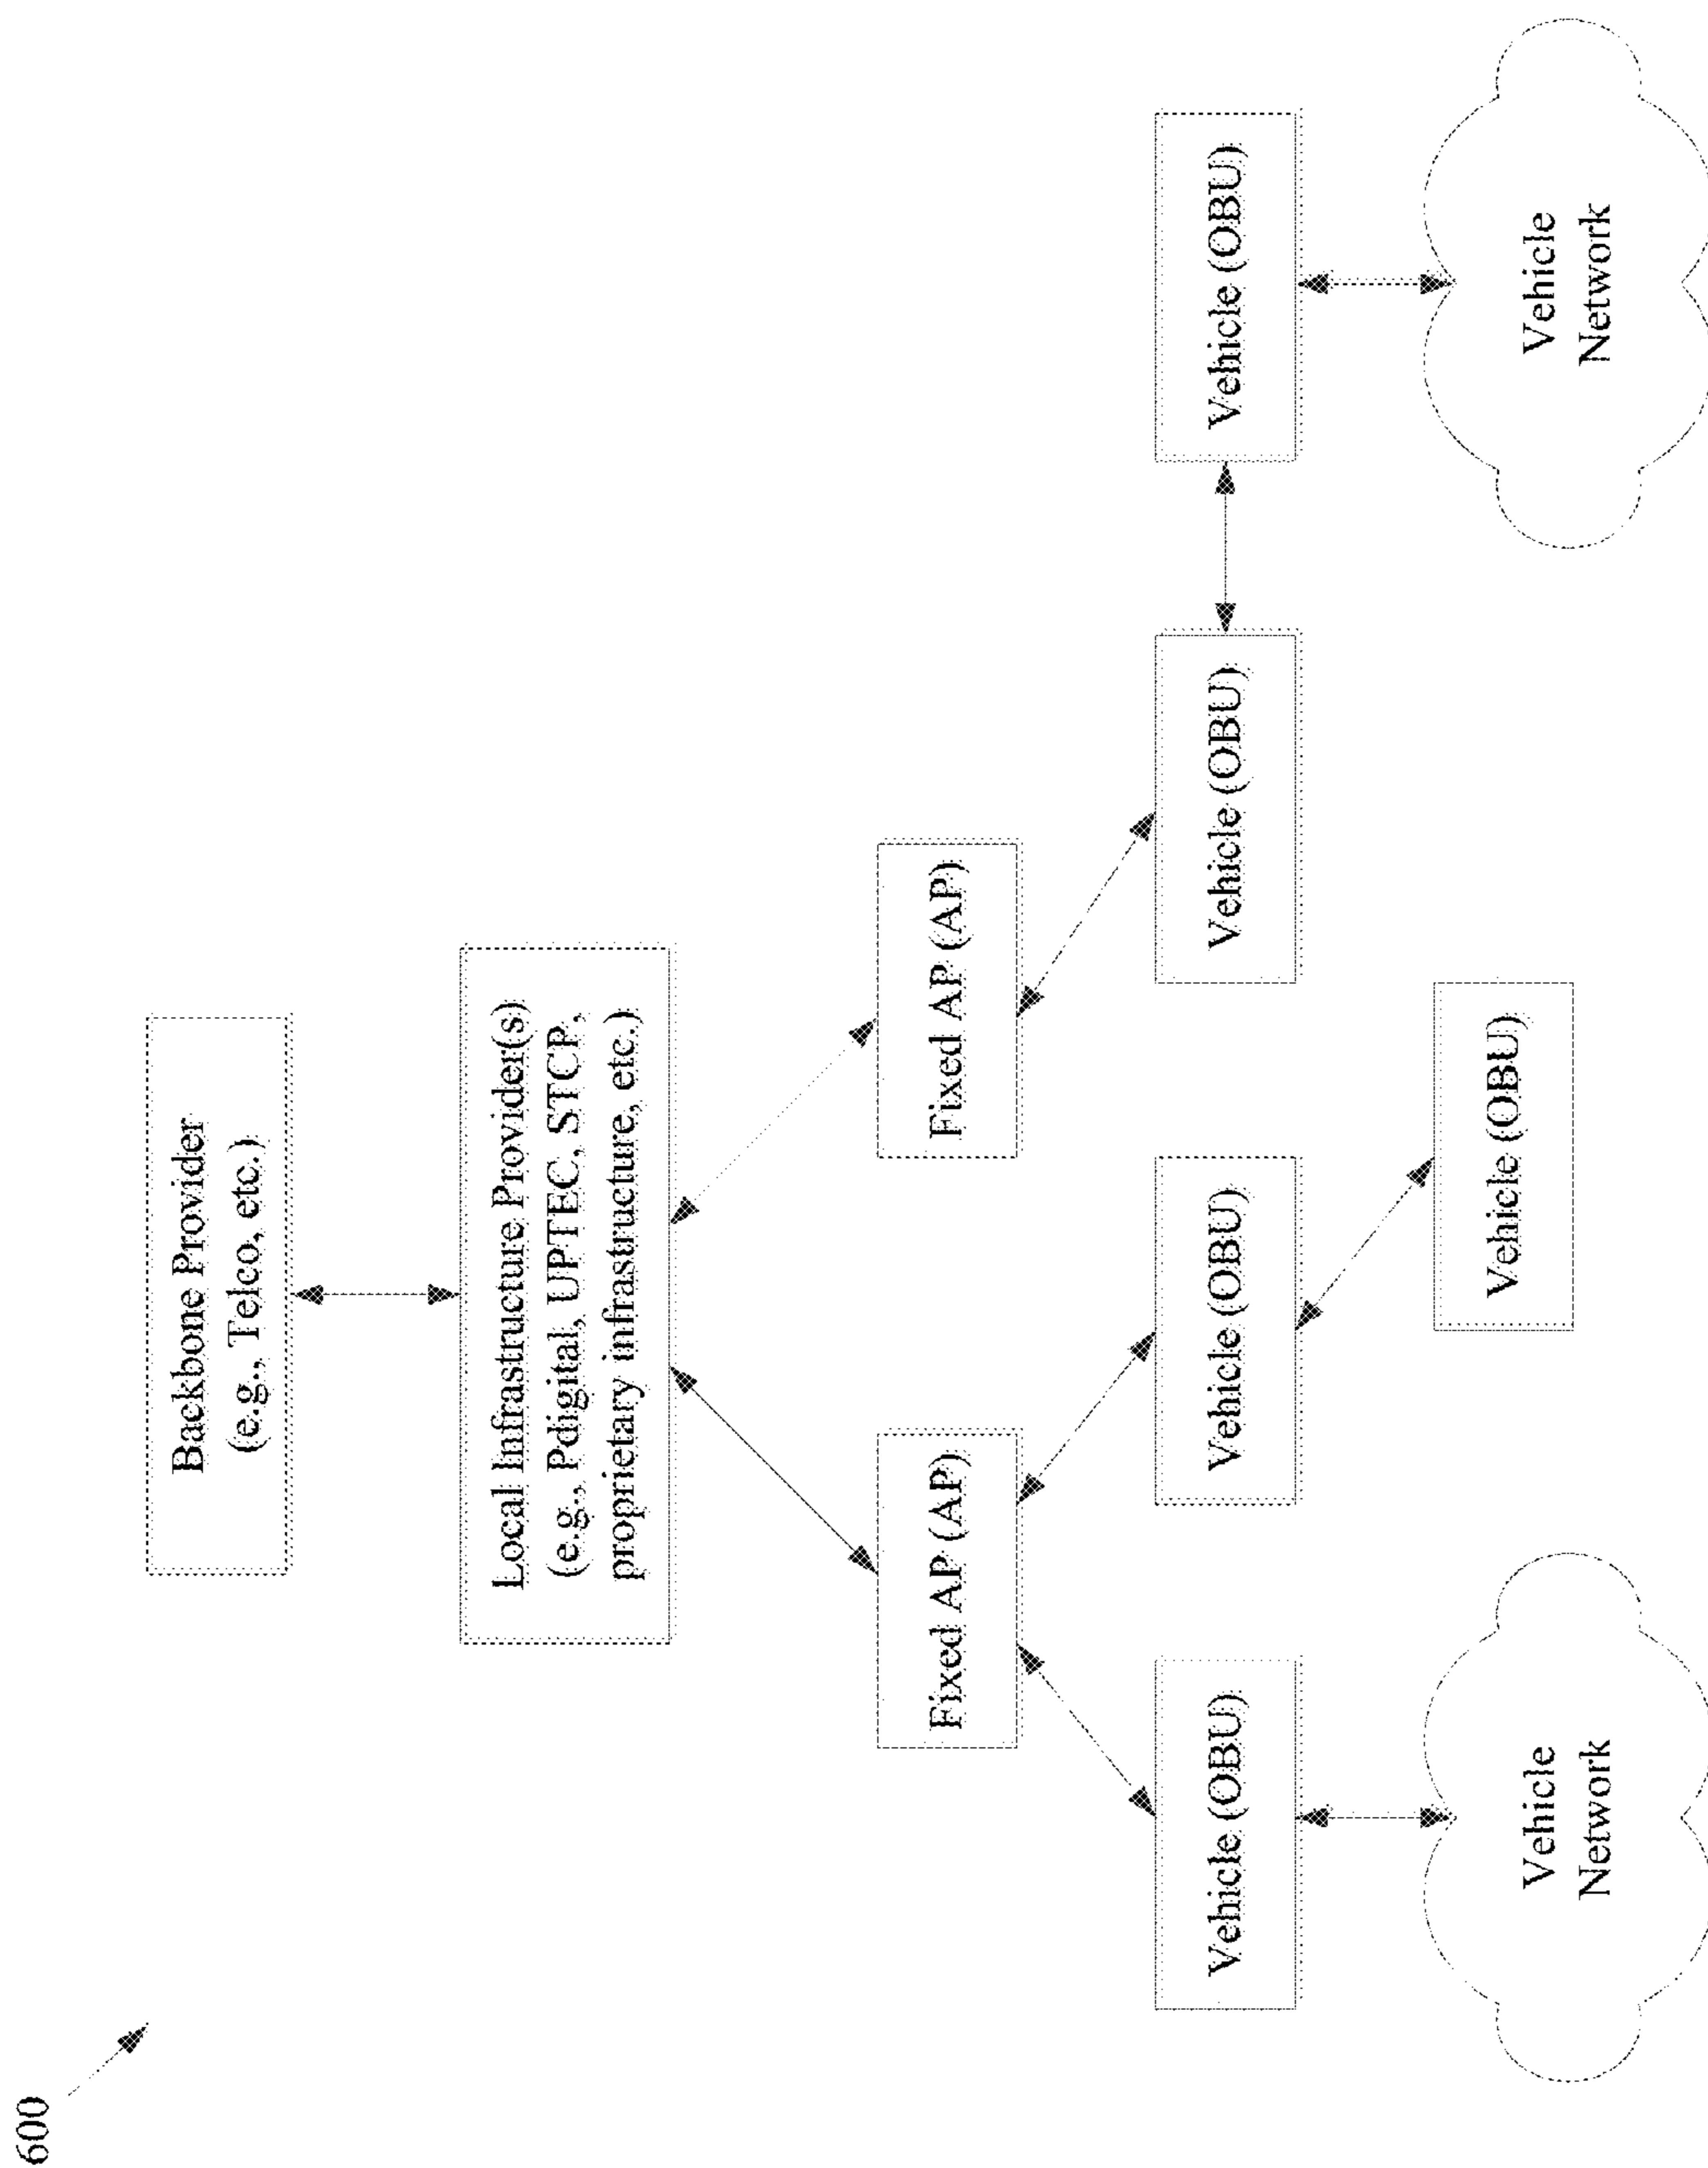 600
Backbone Provider
(e.g., Telco, etc.)
Local Infrastructure Provider(s)
(e.g., Pdigital, UPTEC, STCP,
proprietary infrastructure, etc.)
Fixed AP (AP)
Fixed AP (AP)
Vehicle (OBU)
Vehicle (OBU)
Vehicle (OBU)
Vehicle (OBU)
Vehicle (OBU)
Vehicle
Network
Vehicle
Network